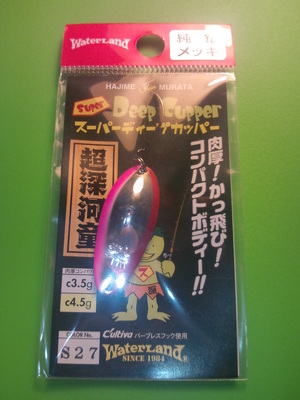 WATERLAND
純銀
メッキ
HAJIME MURATA
SUPER
Deep Cupper
スーパーディープカッパー
肉厚!かっ飛び!
コンパクトボディー!!
超深河童
c3.5g
c4.5g
COLOR No.
S27
Cultiva バーブレスフック使用
WATERLAND
SINCE 1984